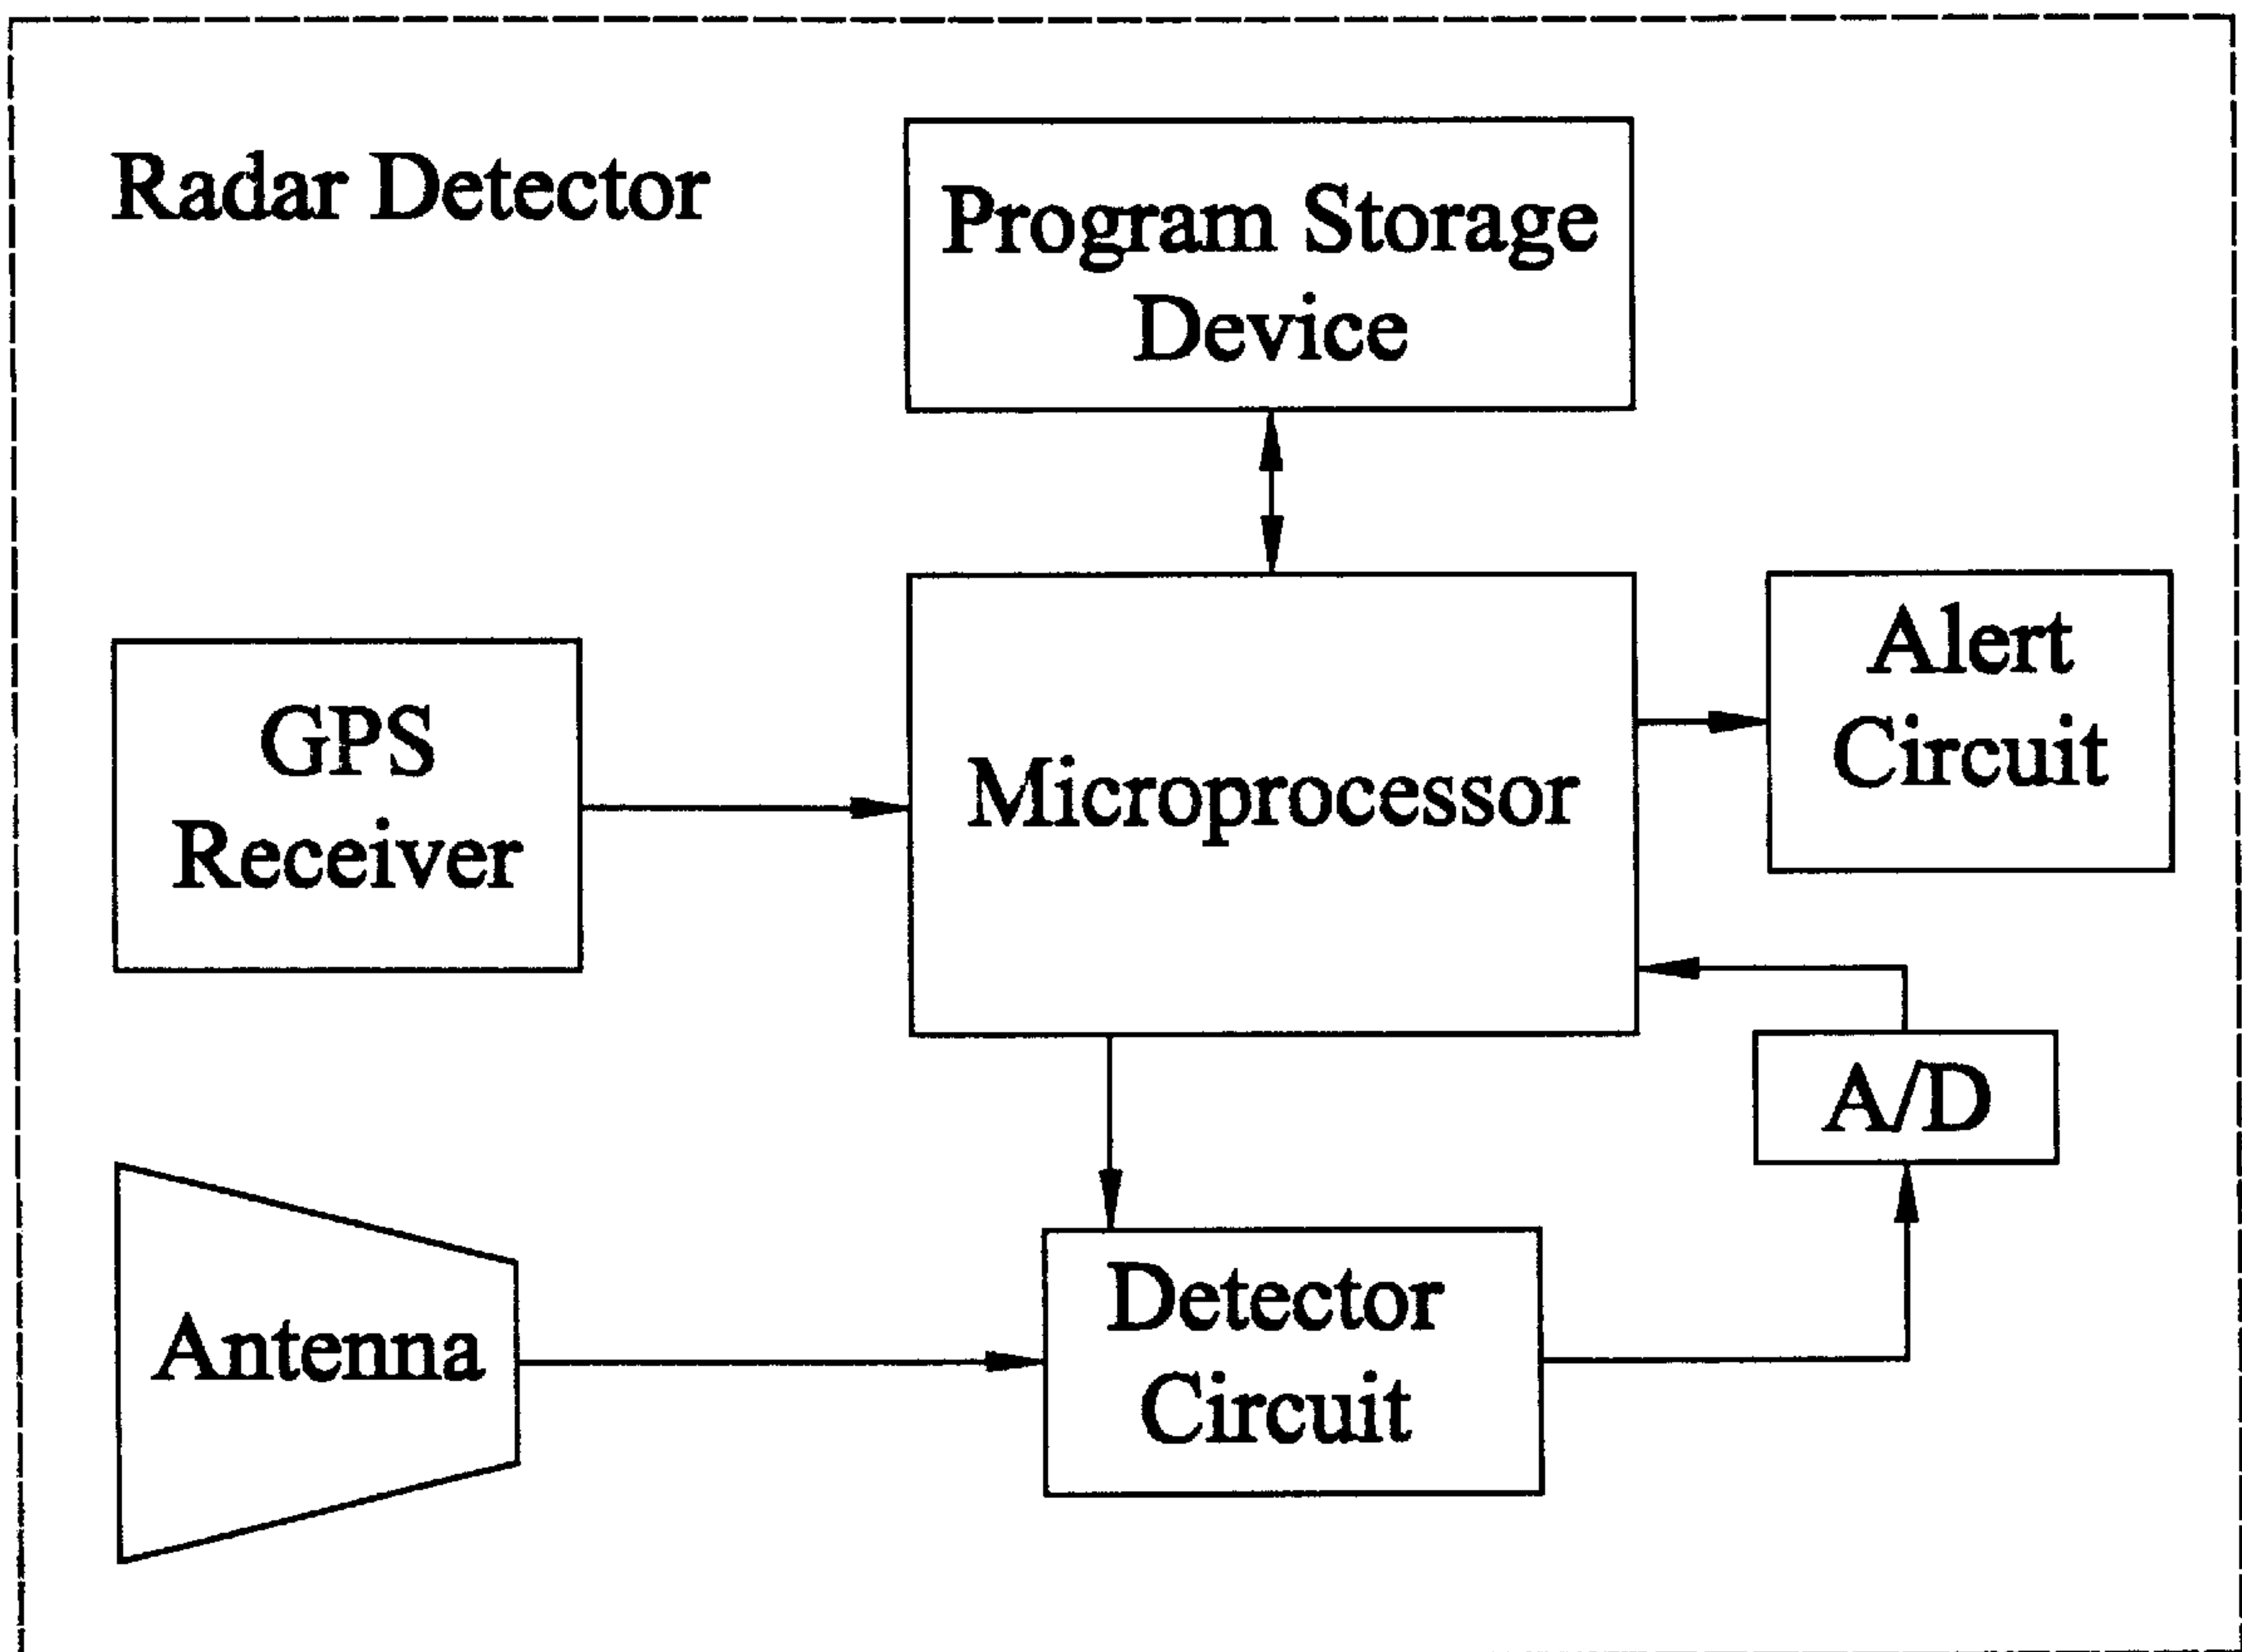 Radar Detector
Program Storage
Device
GPS
Receiver
Microprocessor
Alert
Circuit
A/D
Antenna
Detector
Circuit